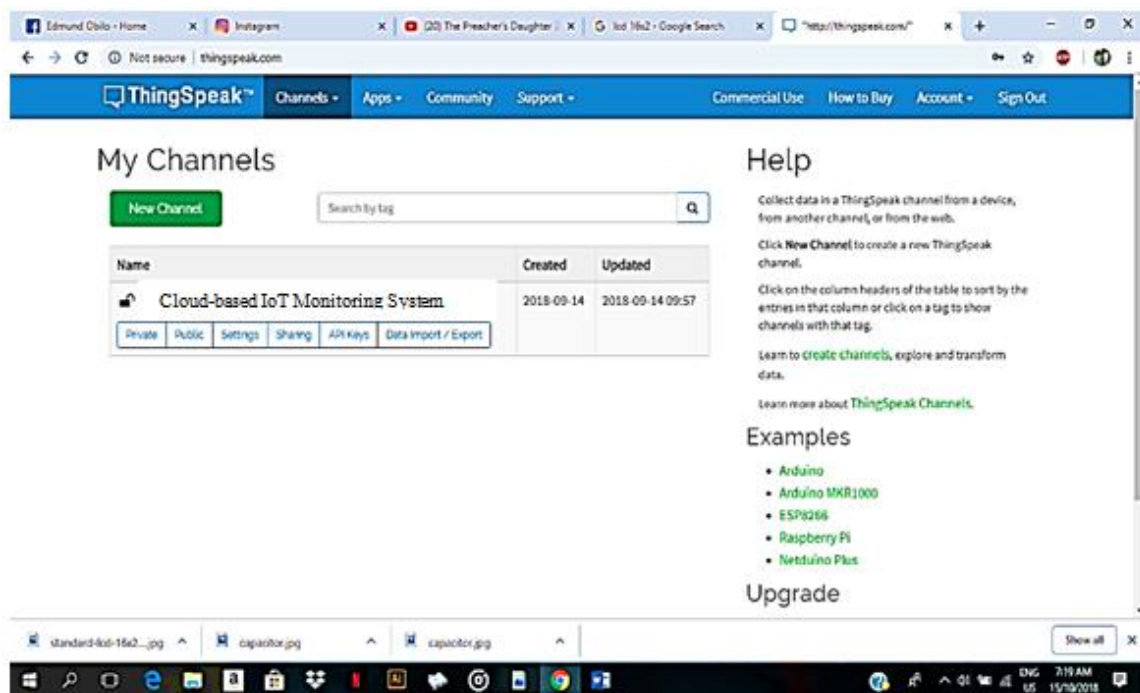 Edmund Obilo - Home
Instagram
(20) The Preacher's Daughter
lcd 16x2 - Google Search
"http://thingspeak.com/"
Not secure | thingspeak.com
ThingSpeak™
Channels
Apps
Community
Support
Commercial Use
How to Buy
Account
Sign Out
My Channels
New Channel
Search by tag
Name
Created
Updated
Cloud-based IoT Monitoring System
2018-09-14
2018-09-14 09:57
Private
Public
Settings
Sharing
API Keys
Data Import / Export
Help
Collect data in a ThingSpeak channel from a device,
from another channel, or from the web.
Click New Channel to create a new ThingSpeak
channel.
Click on the column headers of the table to sort by the
entries in that column or click on a tag to show
channels with that tag.
Learn to create channels, explore and transform
data.
Learn more about ThingSpeak Channels.
Examples
Arduino
Arduino MKR1000
ESP8266
Raspberry Pi
Netduino Plus
Upgrade
standard-lcd-16x2....jpg
capacitor.jpg
capacitor.jpg
Show all
ENG
US
7:19 AM
15/10/2018